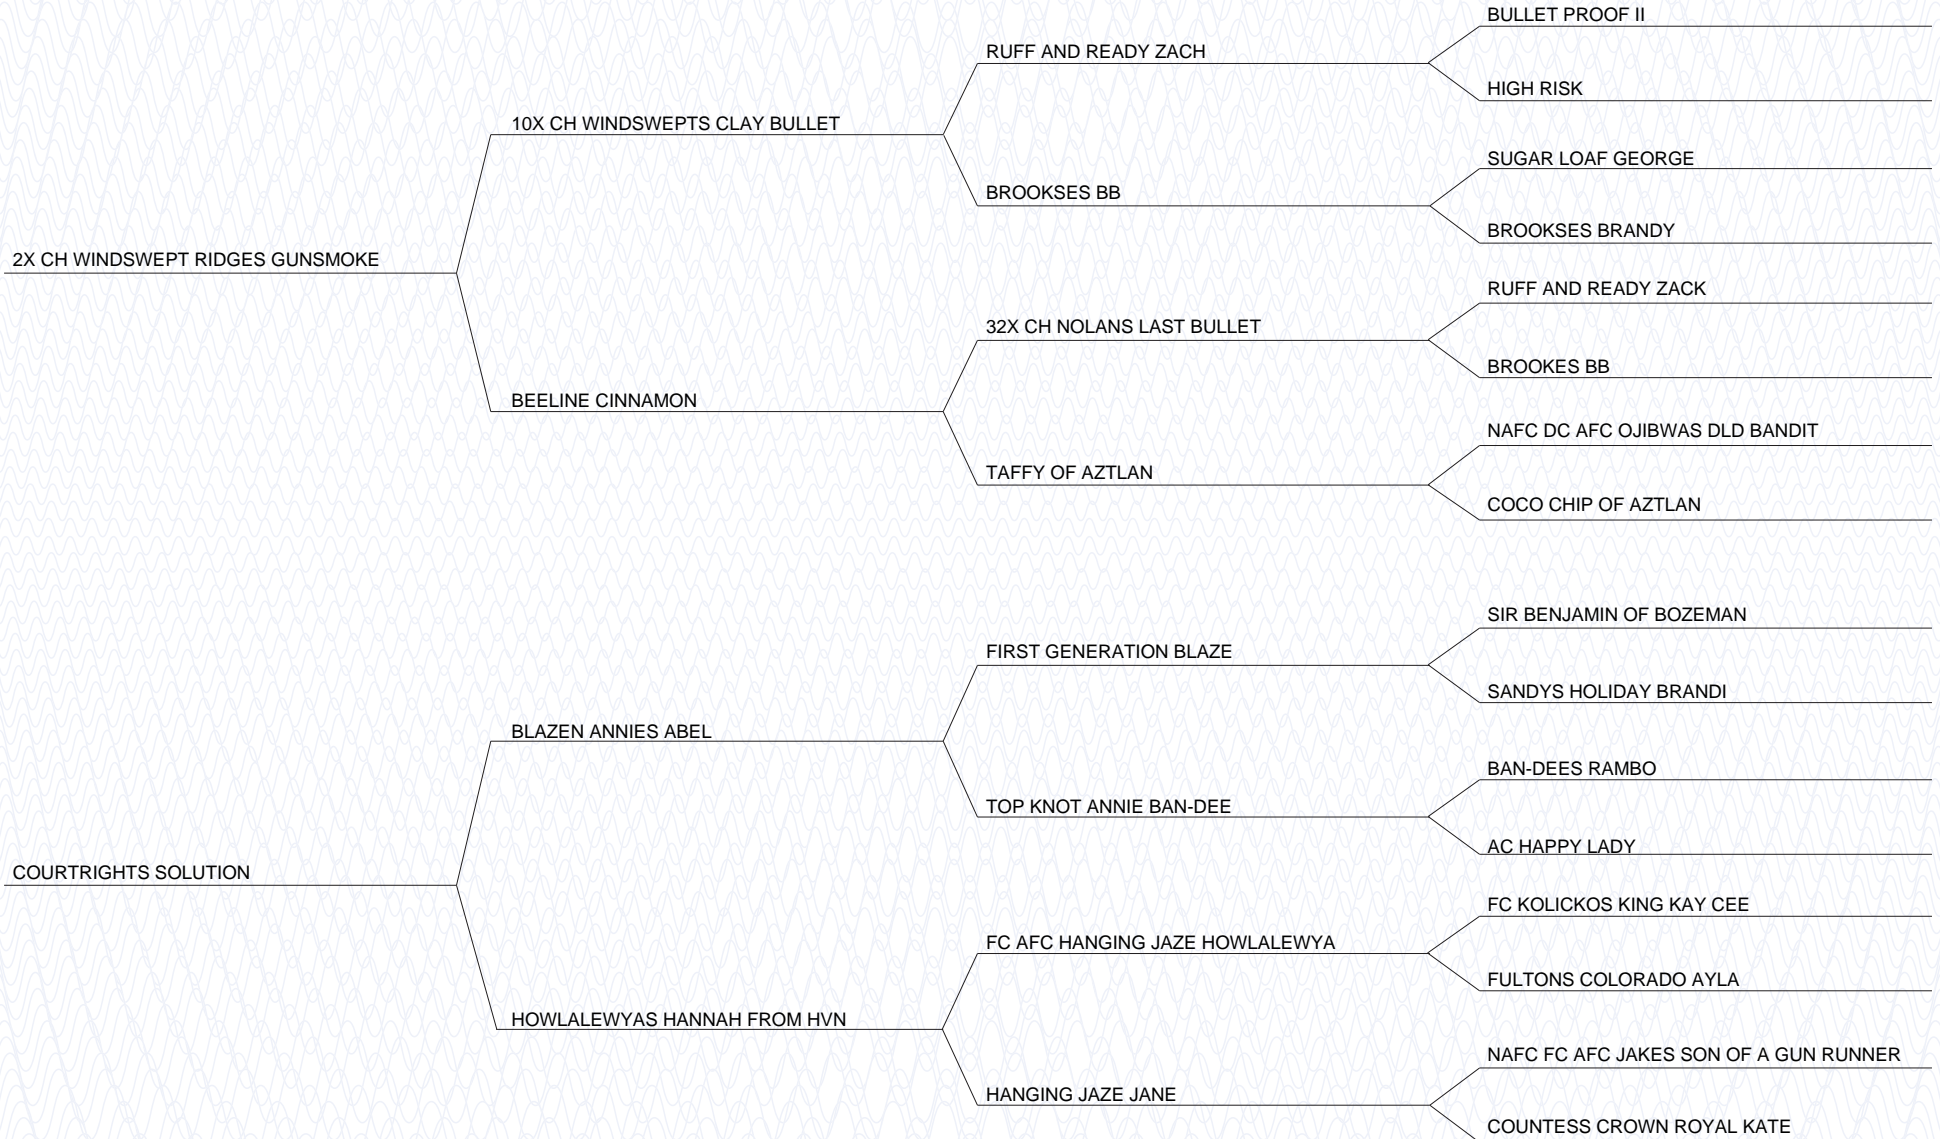 BULLET PROOF II
RUFF AND READY ZACH
HIGH RISK
10X CH WINDSWEPTS CLAY BULLET
SUGAR LOAF GEORGE
BROOKSES BB
BROOKSES BRANDY
2X CH WINDSWEPT RIDGES GUNSMOKE
RUFF AND READY ZACK
32X CH NOLANS LAST BULLET
BROOKES BB
BEELINE CINNAMON
NAFC DC AFC OJIBWAS DLD BANDIT
TAFFY OF AZTLAN
COCO CHIP OF AZTLAN
SIR BENJAMIN OF BOZEMAN
FIRST GENERATION BLAZE
SANDYS HOLIDAY BRANDI
BLAZEN ANNIES ABEL
BAN-DEES RAMBO
TOP KNOT ANNIE BAN-DEE
AC HAPPY LADY
COURTRIGHTS SOLUTION
FC KOLICKOS KING KAY CEE
FC AFC HANGING JAZE HOWLALEWYA
FULTONS COLORADO AYLA
HOWLALEWYAS HANNAH FROM HVN
NAFC FC AFC JAKES SON OF A GUN RUNNER
HANGING JAZE JANE
COUNTESS CROWN ROYAL KATE